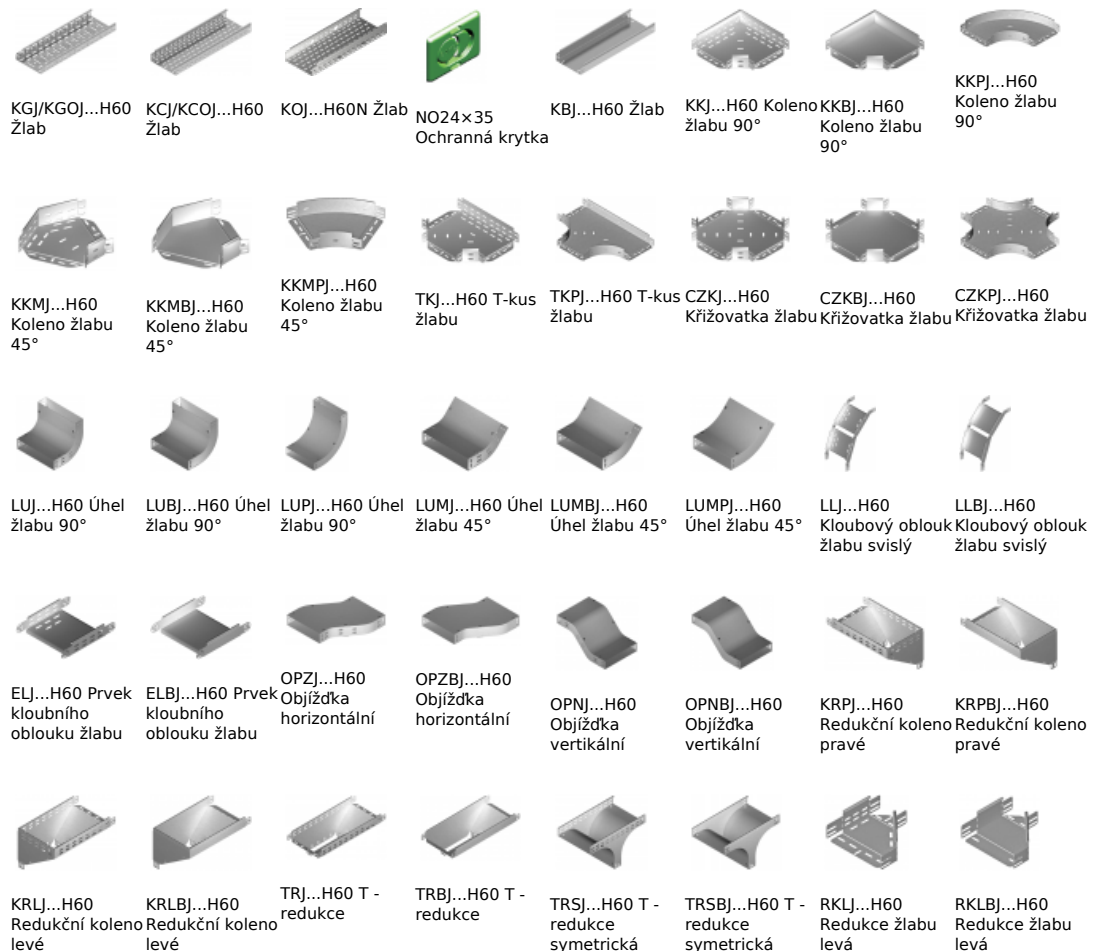 KGJ/KGOJ...H60
Žlab
KCJ/KCOJ...H60
Žlab
KOJ...H60N Žlab
NO24×35
Ochranná krytka
KBJ...H60 Žlab
KKJ...H60 Koleno
žlabu 90°
KKBJ...H60
Koleno žlabu
90°
KKPJ...H60
Koleno žlabu
90°
KKMJ...H60
Koleno žlabu
45°
KKMBJ...H60
Koleno žlabu
45°
KKMPJ...H60
Koleno žlabu
45°
TKJ...H60 T-kus
žlabu
TKPJ...H60 T-kus
žlabu
CZKJ...H60
Křižovatka žlabu
CZKBJ...H60
Křižovatka žlabu
CZKPJ...H60
Křižovatka žlabu
LUJ...H60 Úhel
žlabu 90°
LUBJ...H60 Úhel
žlabu 90°
LUPJ...H60 Úhel
žlabu 90°
LUMJ...H60 Úhel
žlabu 45°
LUMBJ...H60
Úhel žlabu 45°
LUMPJ...H60
Úhel žlabu 45°
LLJ...H60
Kloubový oblouk
žlabu svislý
LLBJ...H60
Kloubový oblouk
žlabu svislý
ELJ...H60 Prvek
kloubního
oblouku žlabu
ELBJ...H60 Prvek
kloubního
oblouku žlabu
OPZJ...H60
Objížďka
horizontální
OPZBJ...H60
Objížďka
horizontální
OPNJ...H60
Objížďka
vertikální
OPNBJ...H60
Objížďka
vertikální
KRPJ...H60
Redukční koleno
pravé
KRPBJ...H60
Redukční koleno
pravé
KRLJ...H60
Redukční koleno
levé
KRLBJ...H60
Redukční koleno
levé
TRJ...H60 T -
redukce
TRBJ...H60 T -
redukce
TRSJ...H60 T -
redukce
symetrická
TRSBJ...H60 T -
redukce
symetrická
RKLJ...H60
Redukce žlabu
levá
RKLBJ...H60
Redukce žlabu
levá